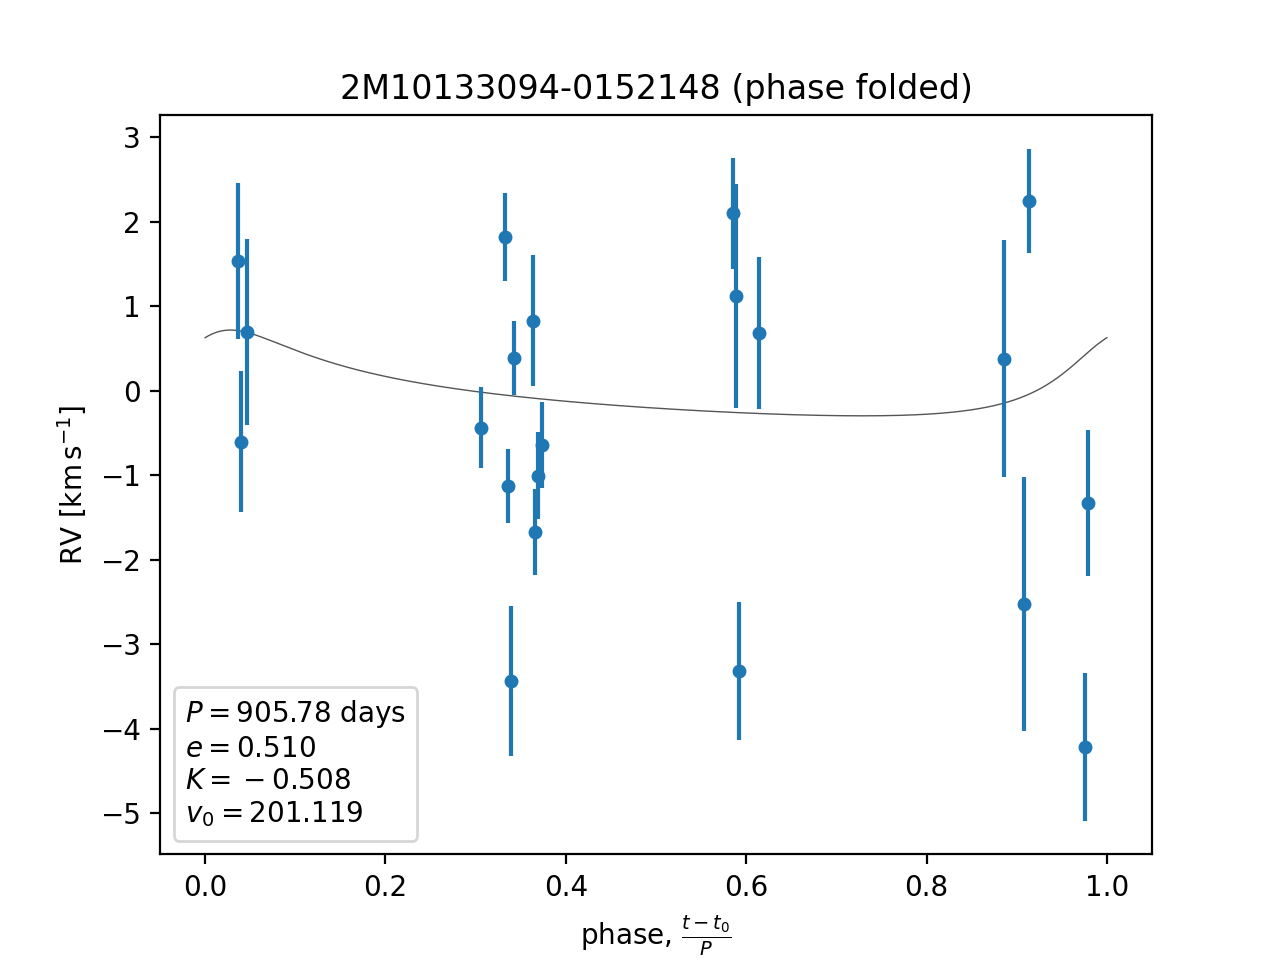 2M10133094-0152148 (phase folded)
RV [km s⁻¹]
3
2
1
0
−1
−2
−3
−4
−5
P = 905.78 days
e = 0.510
K = −0.508
v₀ = 201.119
0.0 0.2 0.4 0.6 0.8 1.0
phase, (t − t₀)/P